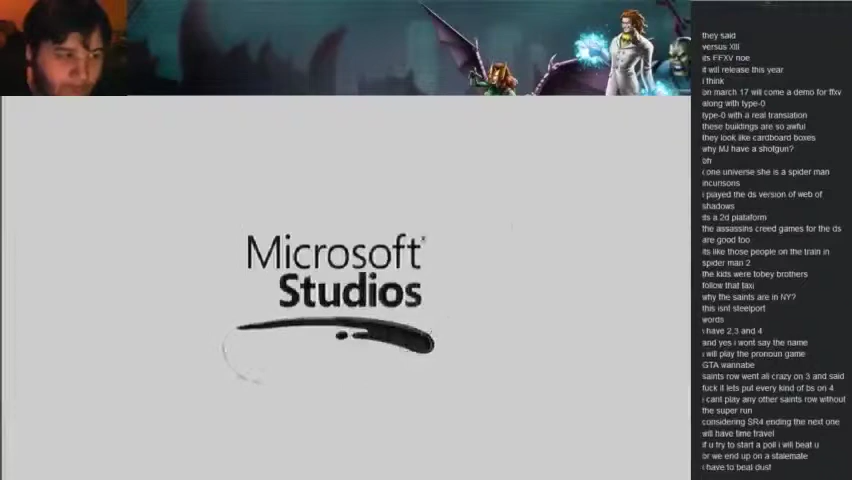 Microsoft
Studios
they said
versus XIII
its FFXV noe
it will release this year
i think
on march 17 will come a demo for ffxv
along with type-0
type-0 with a real translation
these buildings are so awful
they look like cardboard boxes
why MJ have a shotgun?
oh
i one universe she is a spider man
incursons
i played the ds version of web of
shadows
its a 2d plataform
the assassins creed games for the ds
are good too
its like those people on the train in
spider man 2
the kids were tobey brothers
follow that taxi
why the saints are in NY?
this isnt steelport
words
i have 2,3 and 4
and yes i wont say the name
i will play the pronoun game
GTA wannabe
saints row went all crazy on 3 and said
fuck it lets put every kind of bs on 4
i cant play any other saints row without
the super run
considering SR4 ending the next one
will have time travel
if u try to start a poll i will beat u
or we end up on a stalemate
i have to beat dust